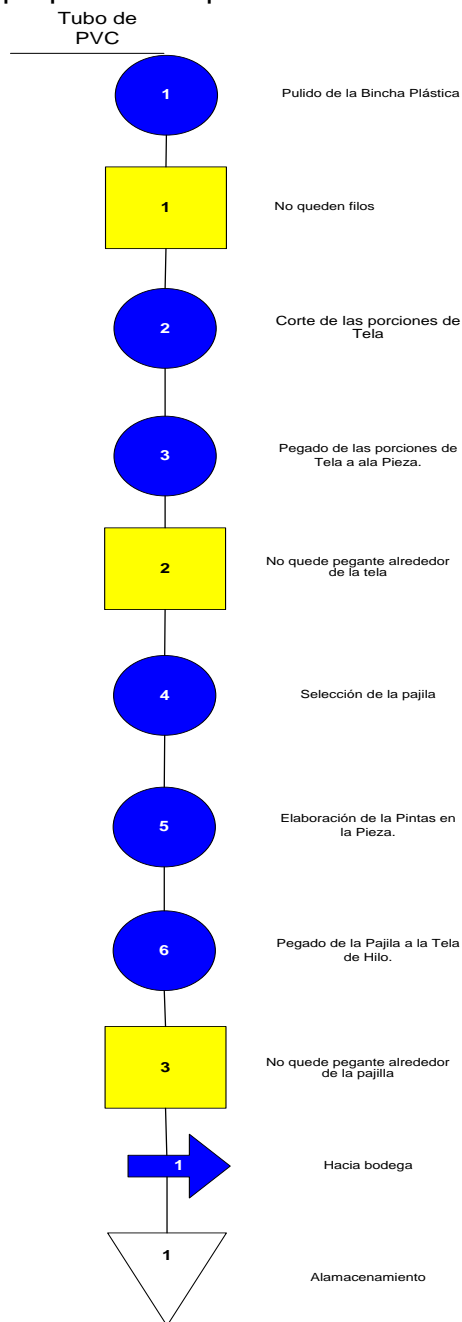 Tubo de
PVC
1
Pulido de la Bincha Plástica
1
No queden filos
2
Corte de las porciones de
Tela
3
Pegado de las porciones de
Tela a ala Pieza.
2
No quede pegante alrededor
de la tela
4
Selección de la pajila
5
Elaboración de la Pintas en
la Pieza.
6
Pegado de la Pajila a la Tela
de Hilo.
3
No quede pegante alrededor
de la pajilla
1
Hacia bodega
1
Alamacenamiento